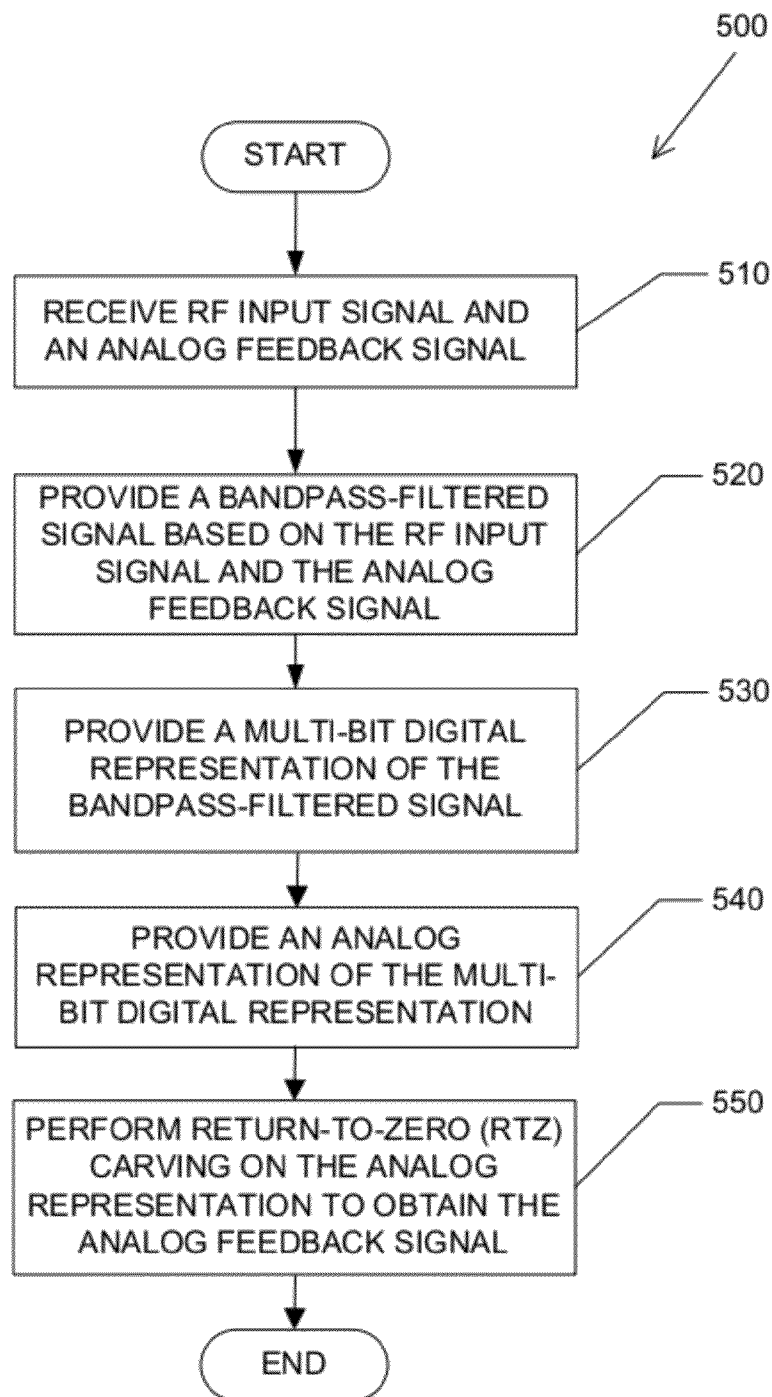 500
START
510
RECEIVE RF INPUT SIGNAL AND
AN ANALOG FEEDBACK SIGNAL
520
PROVIDE A BANDPASS-FILTERED
SIGNAL BASED ON THE RF INPUT
SIGNAL AND THE ANALOG
FEEDBACK SIGNAL
530
PROVIDE A MULTI-BIT DIGITAL
REPRESENTATION OF THE
BANDPASS-FILTERED SIGNAL
540
PROVIDE AN ANALOG
REPRESENTATION OF THE MULTI-
BIT DIGITAL REPRESENTATION
550
PERFORM RETURN-TO-ZERO (RTZ)
CARVING ON THE ANALOG
REPRESENTATION TO OBTAIN THE
ANALOG FEEDBACK SIGNAL
END